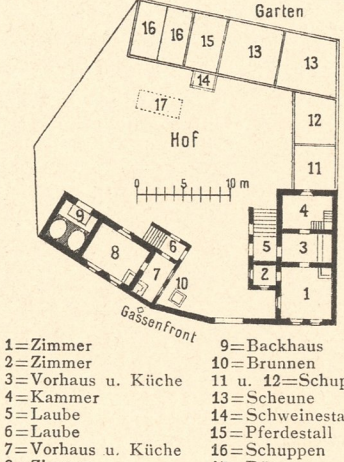 Garten
16 16 15 13 13
14
17
12
Hof
11
0 5 10 m
9
4
8
6
5
3
7
10
2
1
Gassenfront
1=Zimmer
2=Zimmer
3=Vorhaus u. Küche
4=Kammer
5=Laube
6=Laube
7=Vorhaus u. Küche
9=Backhaus
10=Brunnen
11 u. 12=Schup
13=Scheune
14=Schweinesta
15=Pferdestall
16=Schuppen